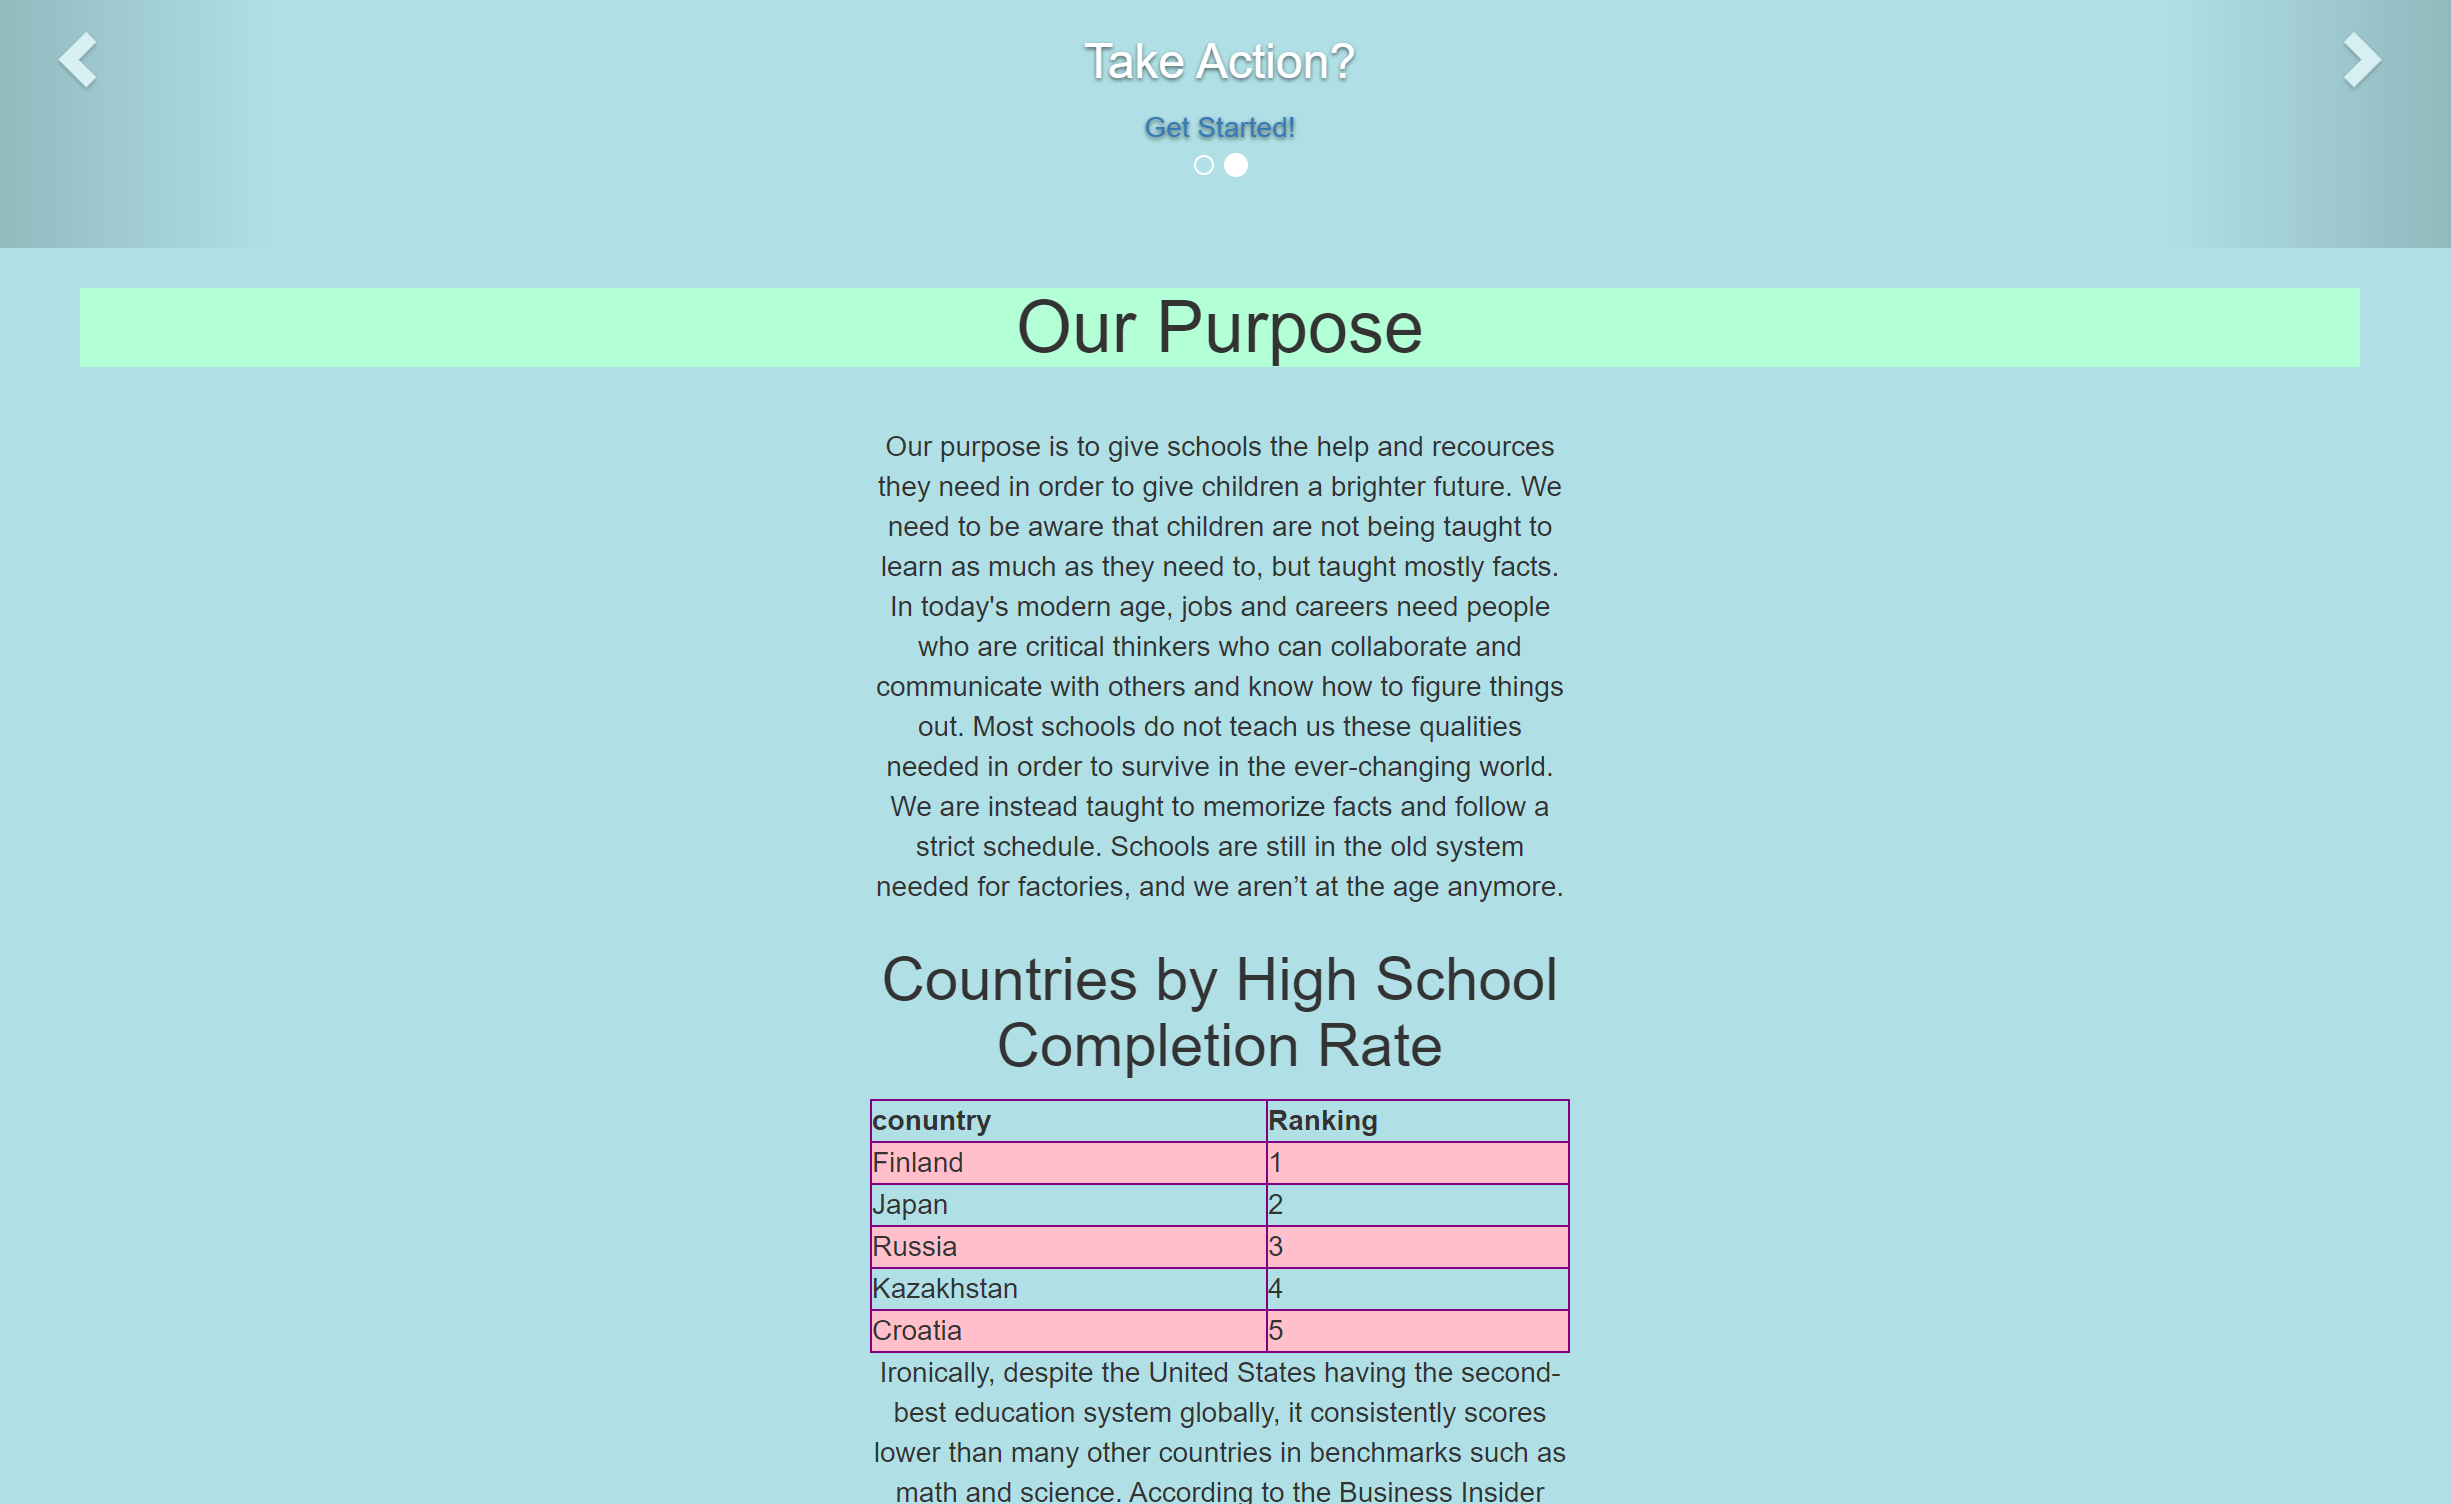 Take Action?
Get Started!
Our Purpose
Our purpose is to give schools the help and recources
they need in order to give children a brighter future. We
need to be aware that children are not being taught to
learn as much as they need to, but taught mostly facts.
In today's modern age, jobs and careers need people
who are critical thinkers who can collaborate and
communicate with others and know how to figure things
out. Most schools do not teach us these qualities
needed in order to survive in the ever-changing world.
We are instead taught to memorize facts and follow a
strict schedule. Schools are still in the old system
needed for factories, and we aren’t at the age anymore.
Countries by High School
Completion Rate
conuntry Ranking
Finland 1
Japan 2
Russia 3
Kazakhstan 4
Croatia 5
Ironically, despite the United States having the second-
best education system globally, it consistently scores
lower than many other countries in benchmarks such as
math and science. According to the Business Insider